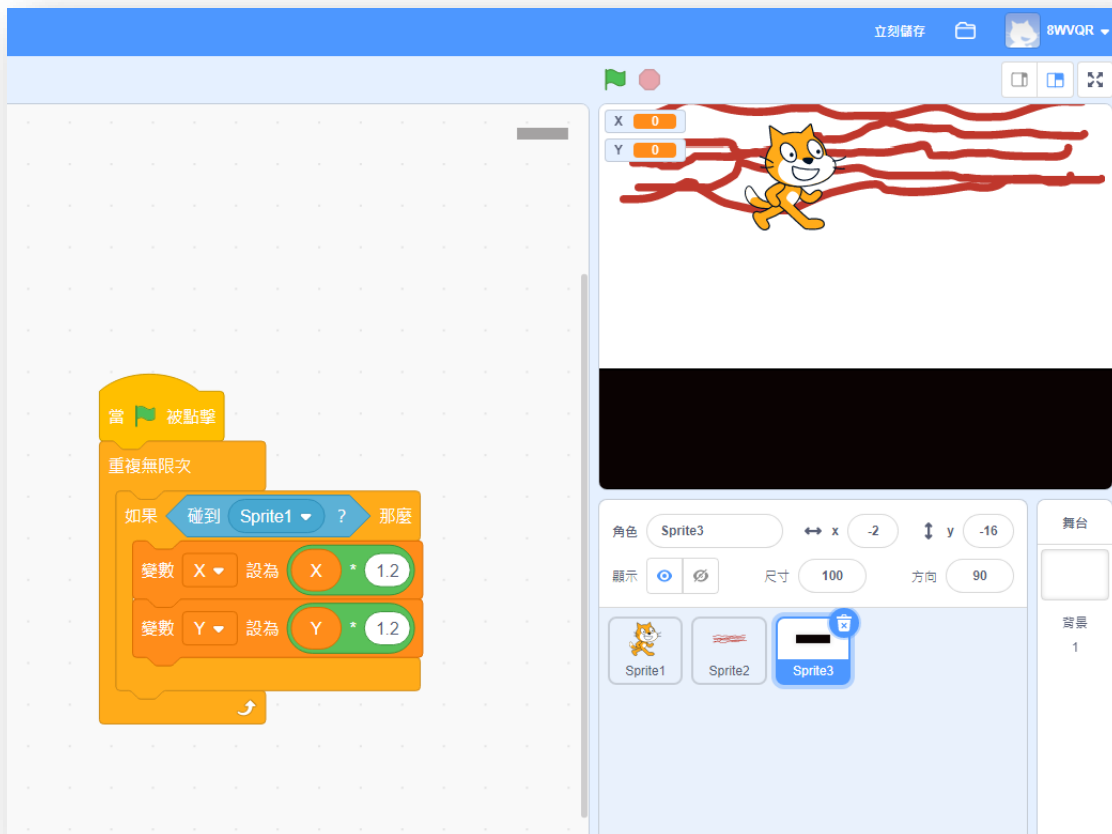 立刻儲存 8WVQR
X 0
Y 0
當 被點擊
重複無限次
如果 碰到 Sprite1 ? 那麼
變數 X 設為 X * 1.2
變數 Y 設為 Y * 1.2
角色 Sprite3 x -2 y -16
顯示 尺寸 100 方向 90
Sprite1 Sprite2 Sprite3
舞台
背景
1